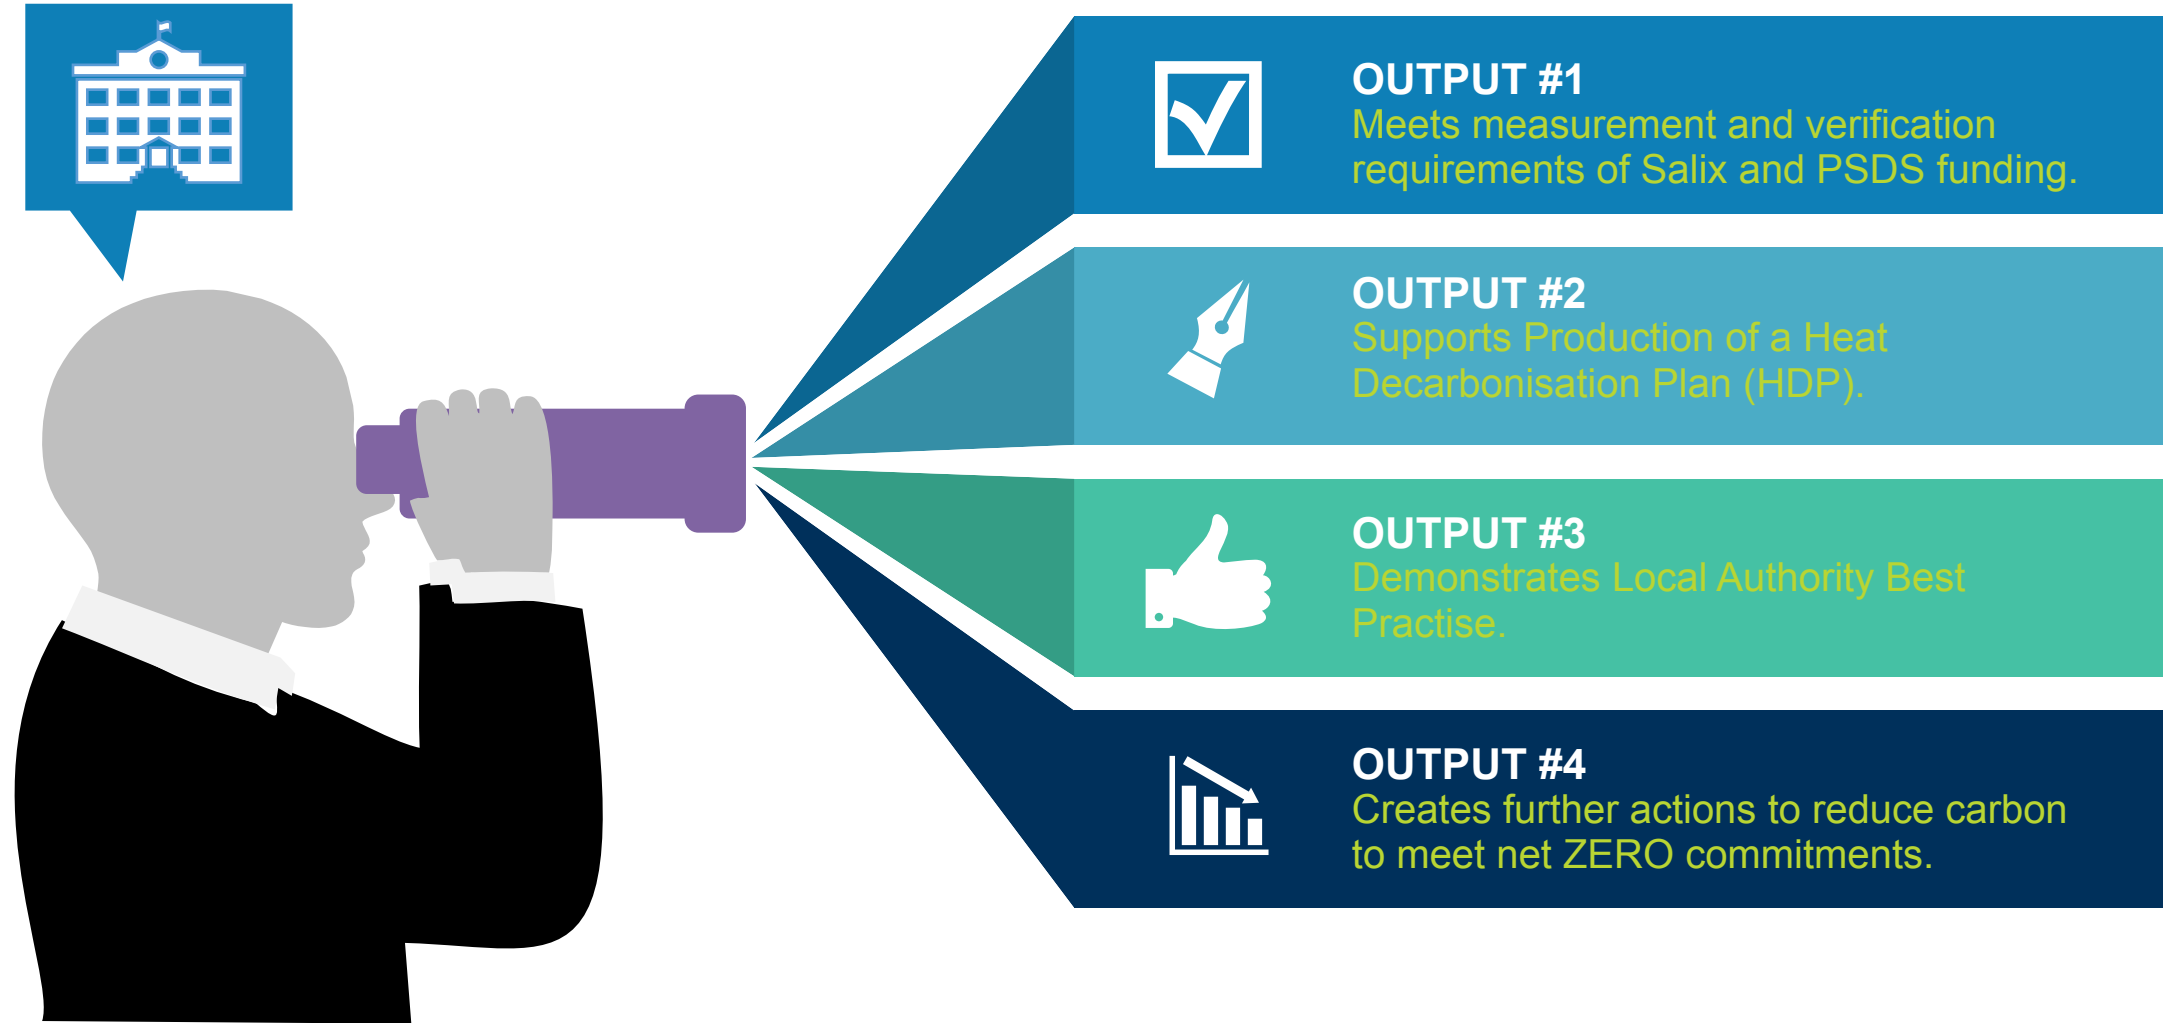 OUTPUT #1
Meets measurement and verification
requirements of Salix and PSDS funding.
OUTPUT #2
Supports Production of a Heat
Decarbonisation Plan (HDP).
OUTPUT #3
Demonstrates Local Authority Best
Practise.
OUTPUT #4
Creates further actions to reduce carbon
to meet net ZERO commitments.